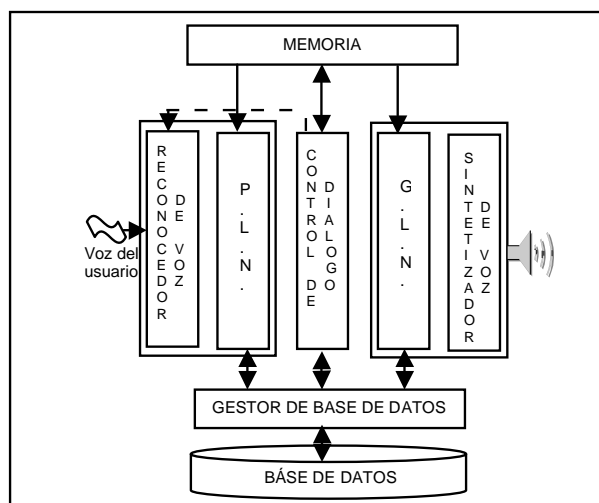 MEMORIA
RECONOCEDOR
DE VOZ
P.L.N.
CONTROL DE
DIALOGO
G.L.N.
SINTETIZADOR
DE VOZ
Voz del
usuario
GESTOR DE BASE DE DATOS
BÁSE DE DATOS